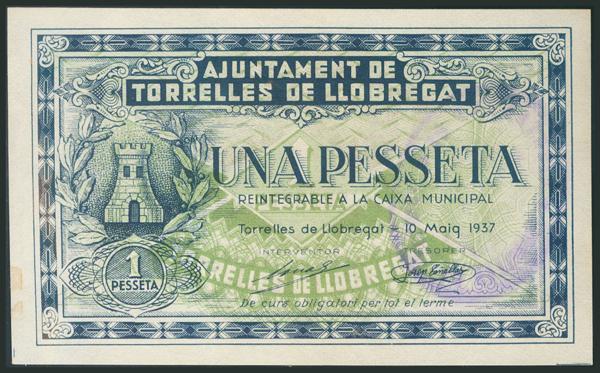 AJUNTAMENT DE
TORRELLES DE LLOBREGAT
UNA PESSETA
REINTEGRABLE A LA CAIXA MUNICIPAL
Torrelles de Llobregat - 10 Maig 1937
INTERVENTOR TRESORER
1
PESSETA
TORRELLES DE LLOBREGAT
De curs obligatori per tot el terme